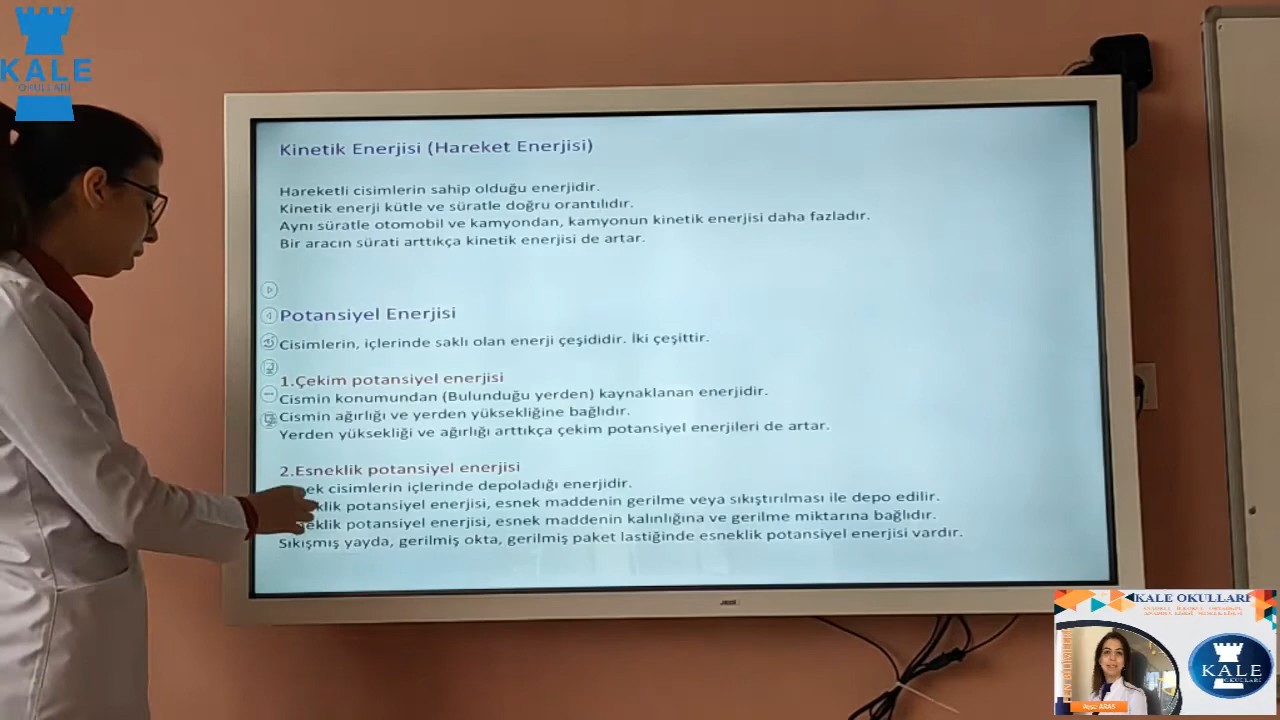 KALE
OKULLARI
Kinetik Enerjisi (Hareket Enerjisi)
Hareketli cisimlerin sahip olduğu enerjidir.
Kinetik enerji kütle ve süratle doğru orantılıdır.
Aynı süratle otomobil ve kamyondan, kamyonun kinetik enerjisi daha fazladır.
Bir aracın sürati arttıkça kinetik enerjisi de artar.
Potansiyel Enerjisi
Cisimlerin, içlerinde saklı olan enerji çeşididir. İki çeşittir.
1.Çekim potansiyel enerjisi
Cismin konumundan (Bulunduğu yerden) kaynaklanan enerjidir.
Cismin ağırlığı ve yerden yüksekliğine bağlıdır.
Yerden yüksekliği ve ağırlığı arttıkça çekim potansiyel enerjileri de artar.
2.Esneklik potansiyel enerjisi
ek cisimlerin içlerinde depoladığı enerjidir.
klik potansiyel enerjisi, esnek maddenin gerilme veya sıkıştırılması ile depo edilir.
eklik potansiyel enerjisi, esnek maddenin kalınlığına ve gerilme miktarına bağlıdır.
Sıkışmış yayda, gerilmiş okta, gerilmiş paket lastiğinde esneklik potansiyel enerjisi vardır.
KALE OKULLARI
KALE
OKULLARI
Ayşe ARAS